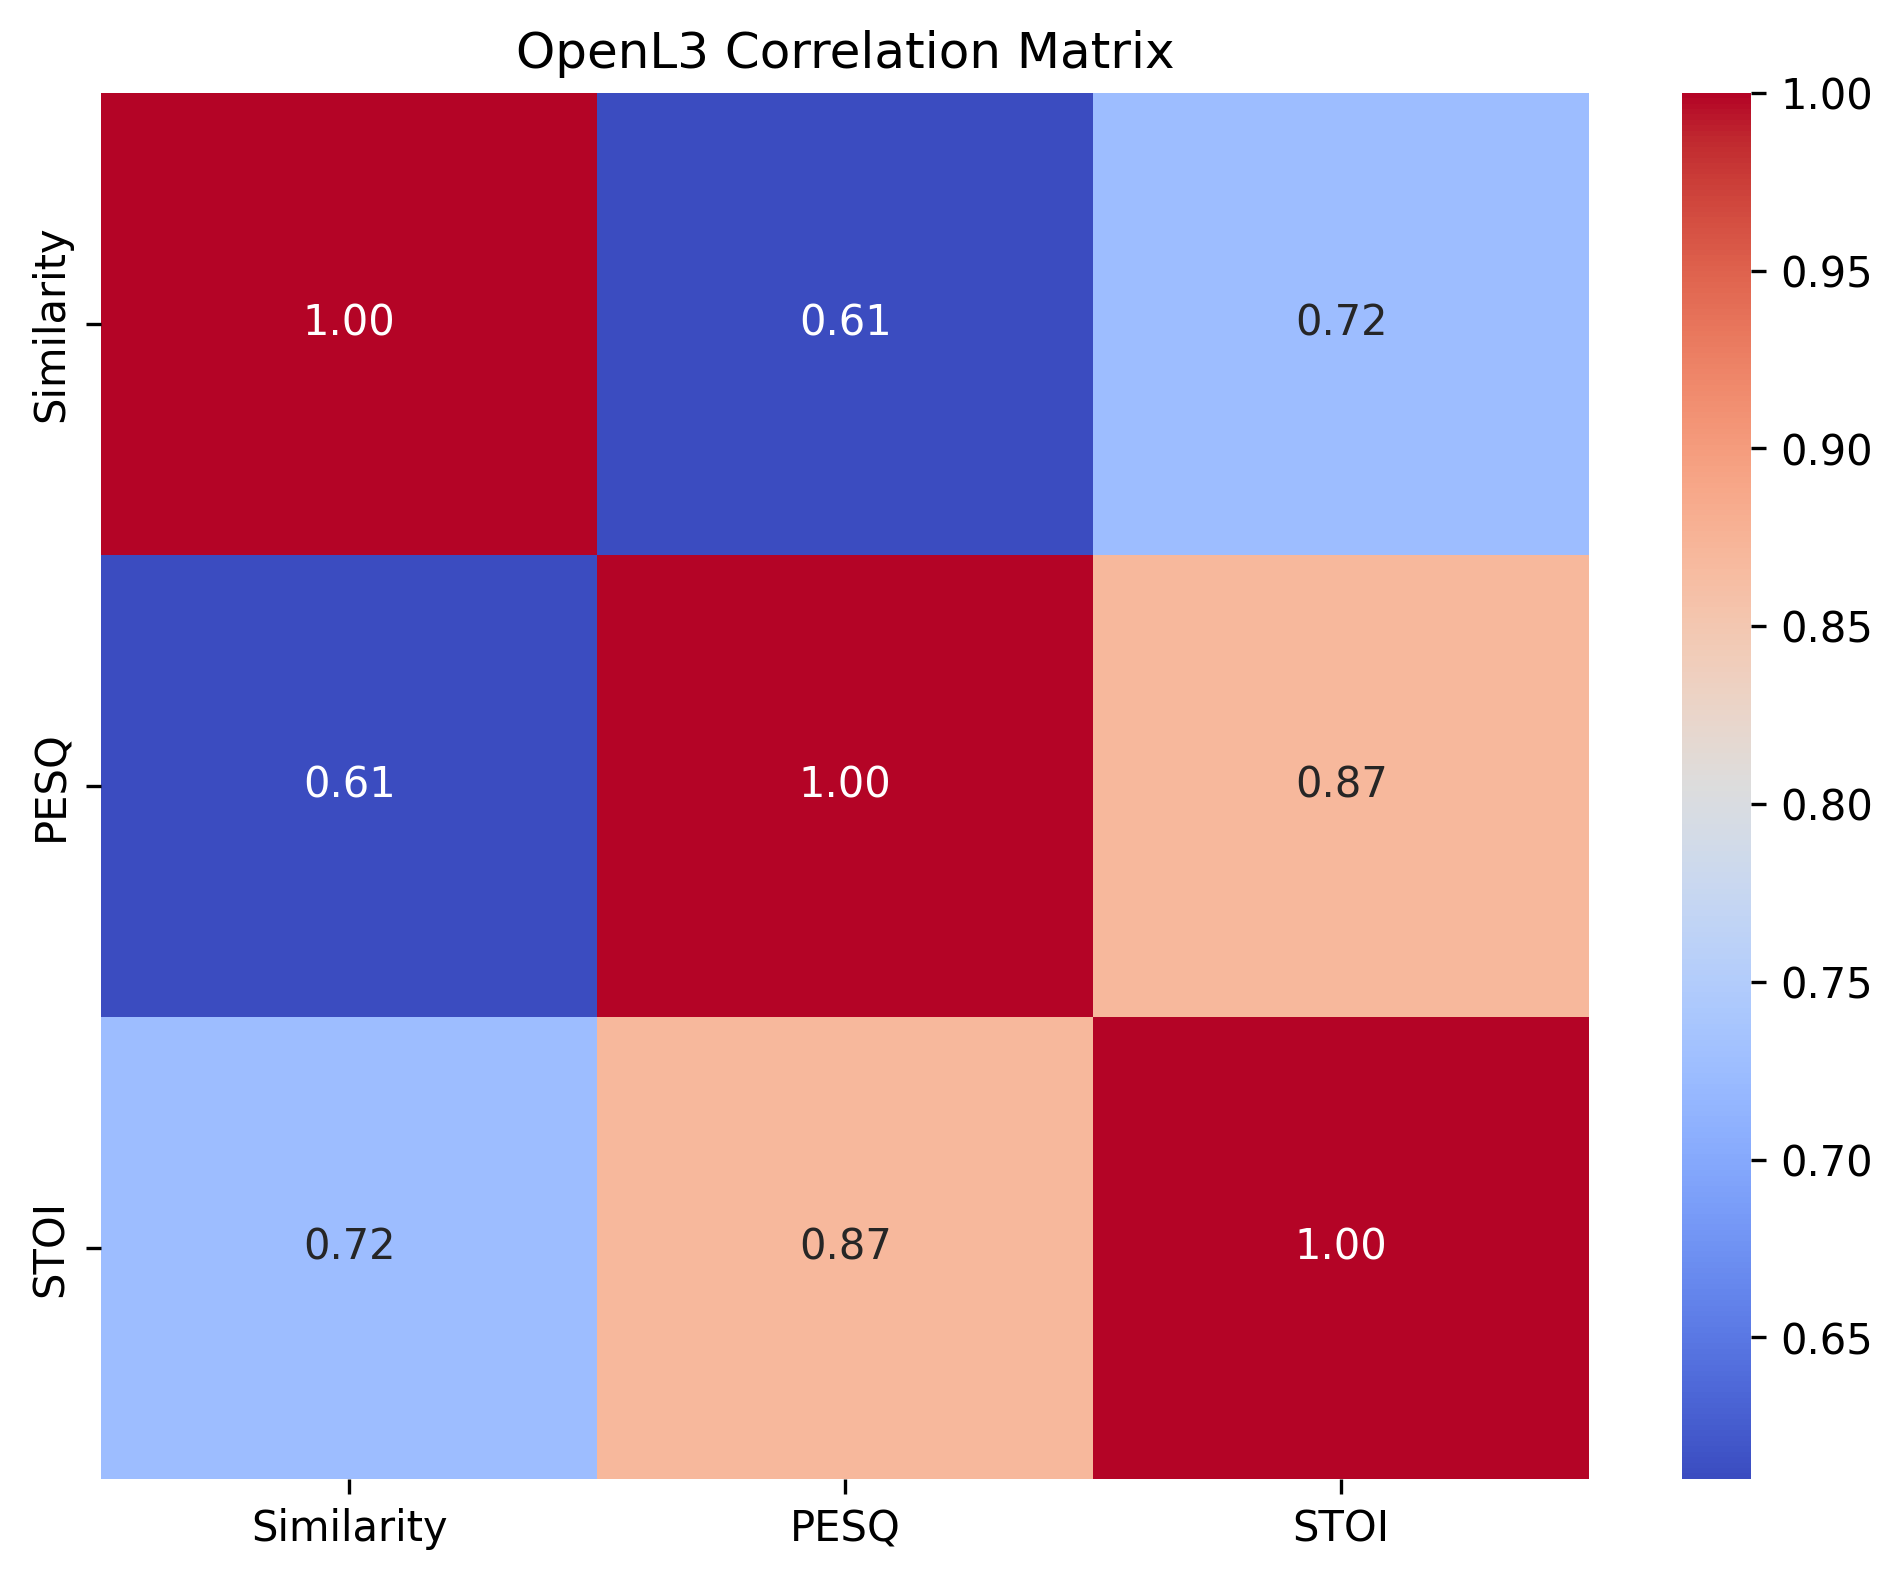 OpenL3 Correlation Matrix
Similarity
PESQ
STOI
1.00 0.61 0.72
0.61 1.00 0.87
0.72 0.87 1.00
Similarity PESQ STOI
1.00
0.95
0.90
0.85
0.80
0.75
0.70
0.65